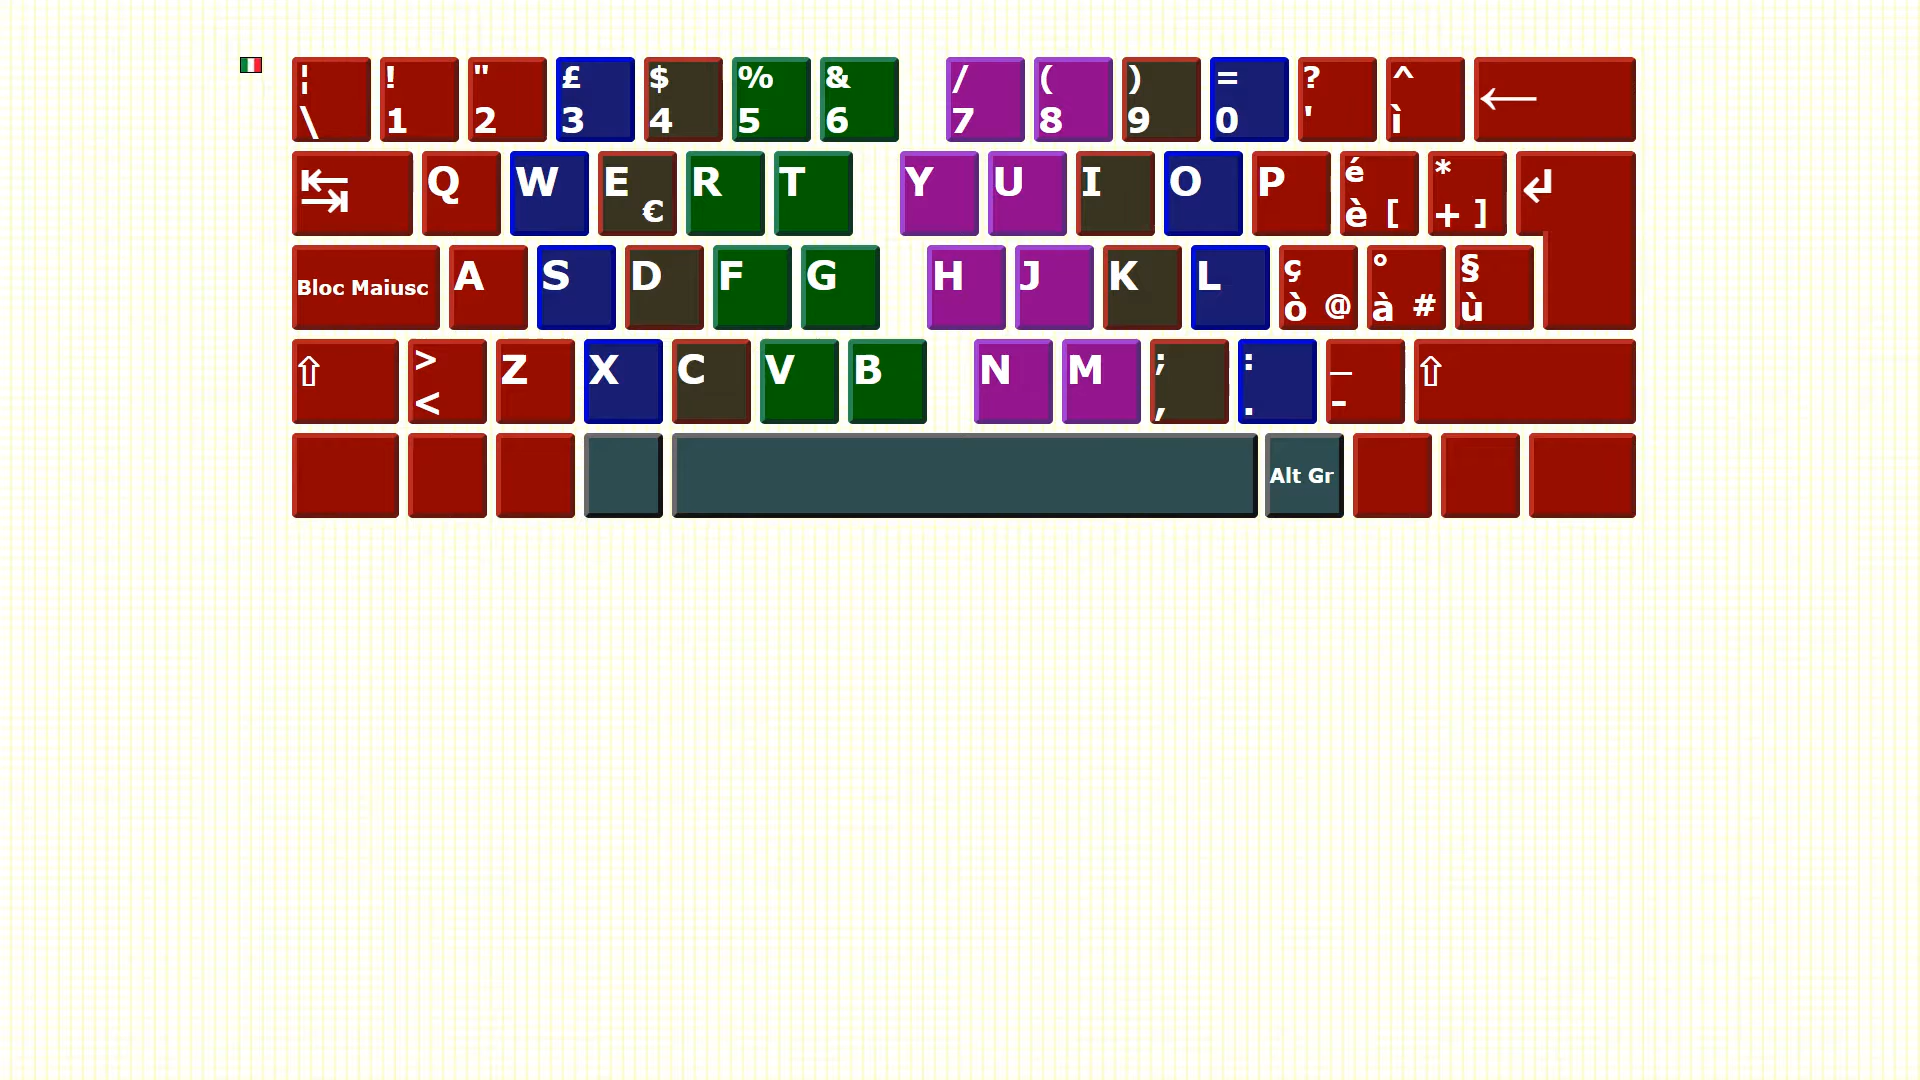 ¦ ! " £ $ % & / ( ) = ? ^
\ 1 2 3 4 5 6 7 8 9 0 ' ì ←
↹ Q W E € R T Y U I O P é è [ * + ] ↲
Bloc Maiusc A S D F G H J K L ç ò @ ° à # § ù
⇧ > < Z X C V B N M ; , : . _ - ⇧
Alt Gr